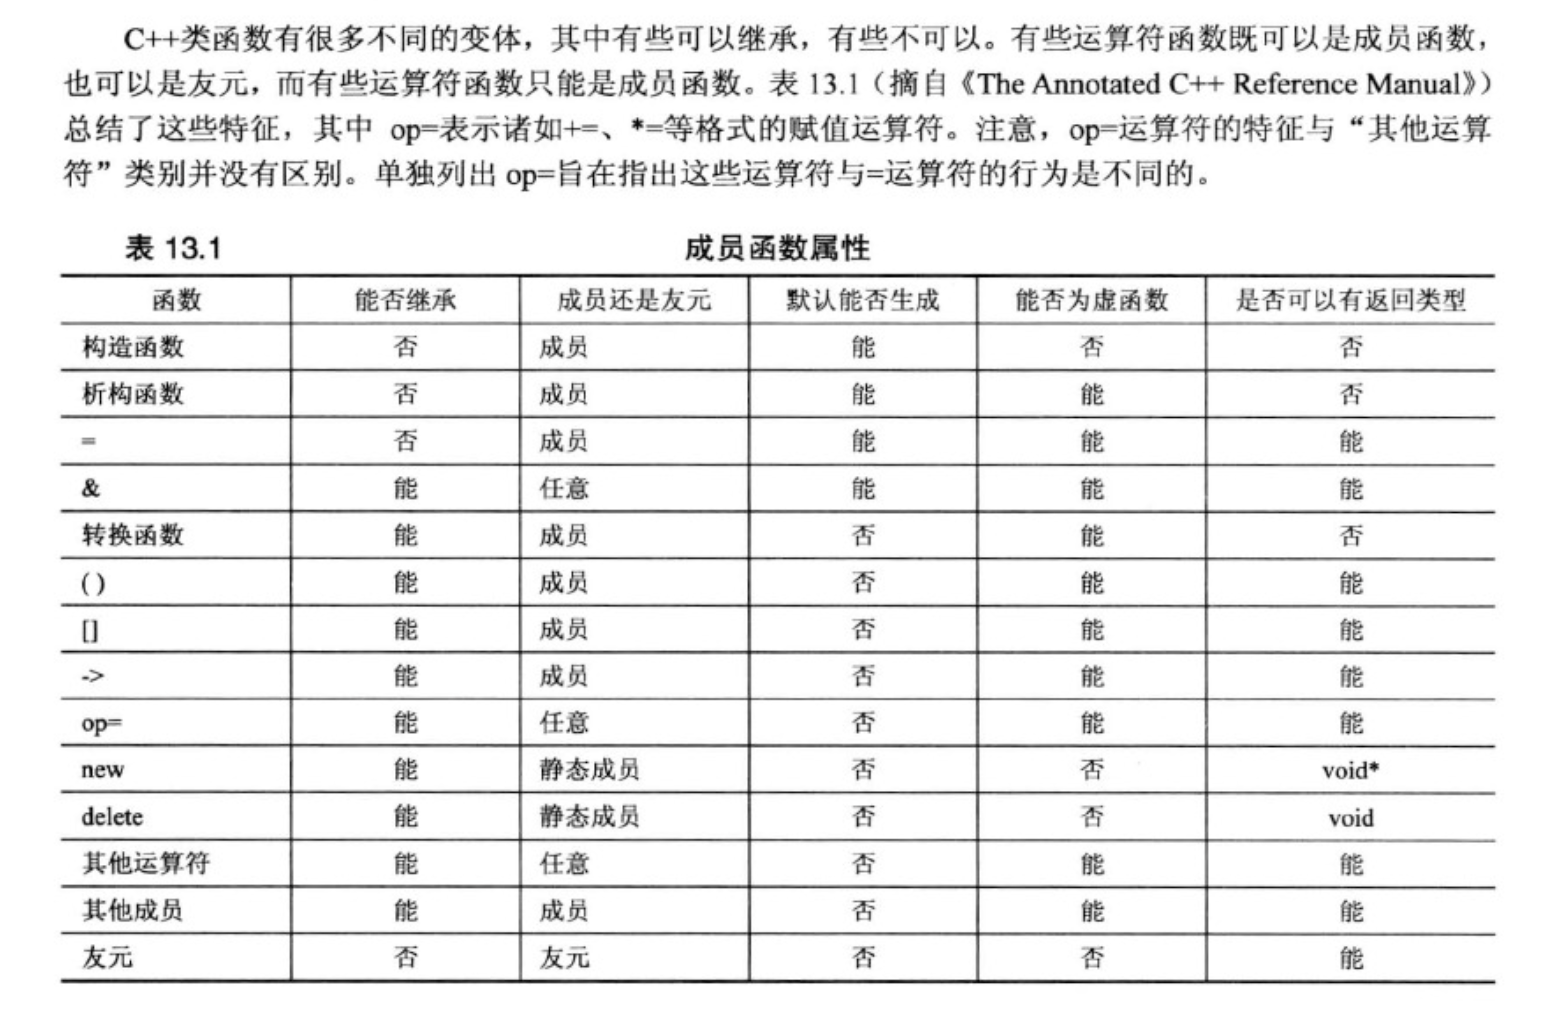 C++类函数有很多不同的变体，其中有些可以继承，有些不可以。有些运算符函数既可以是成员函数，
也可以是友元，而有些运算符函数只能是成员函数。表 13.1（摘自《The Annotated C++ Reference Manual》）
总结了这些特征，其中 op=表示诸如+=、*=等格式的赋值运算符。注意，op=运算符的特征与“其他运算
符”类别并没有区别。单独列出 op=旨在指出这些运算符与=运算符的行为是不同的。
表 13.1 成员函数属性
函数 能否继承 成员还是友元 默认能否生成 能否为虚函数 是否可以有返回类型
构造函数 否 成员 能 否 否
析构函数 否 成员 能 能 否
= 否 成员 能 能 能
& 能 任意 能 能 能
转换函数 能 成员 否 能 否
( ) 能 成员 否 能 能
[] 能 成员 否 能 能
-> 能 成员 否 能 能
op= 能 任意 否 能 能
new 能 静态成员 否 否 void*
delete 能 静态成员 否 否 void
其他运算符 能 任意 否 能 能
其他成员 能 成员 否 能 能
友元 否 友元 否 否 能